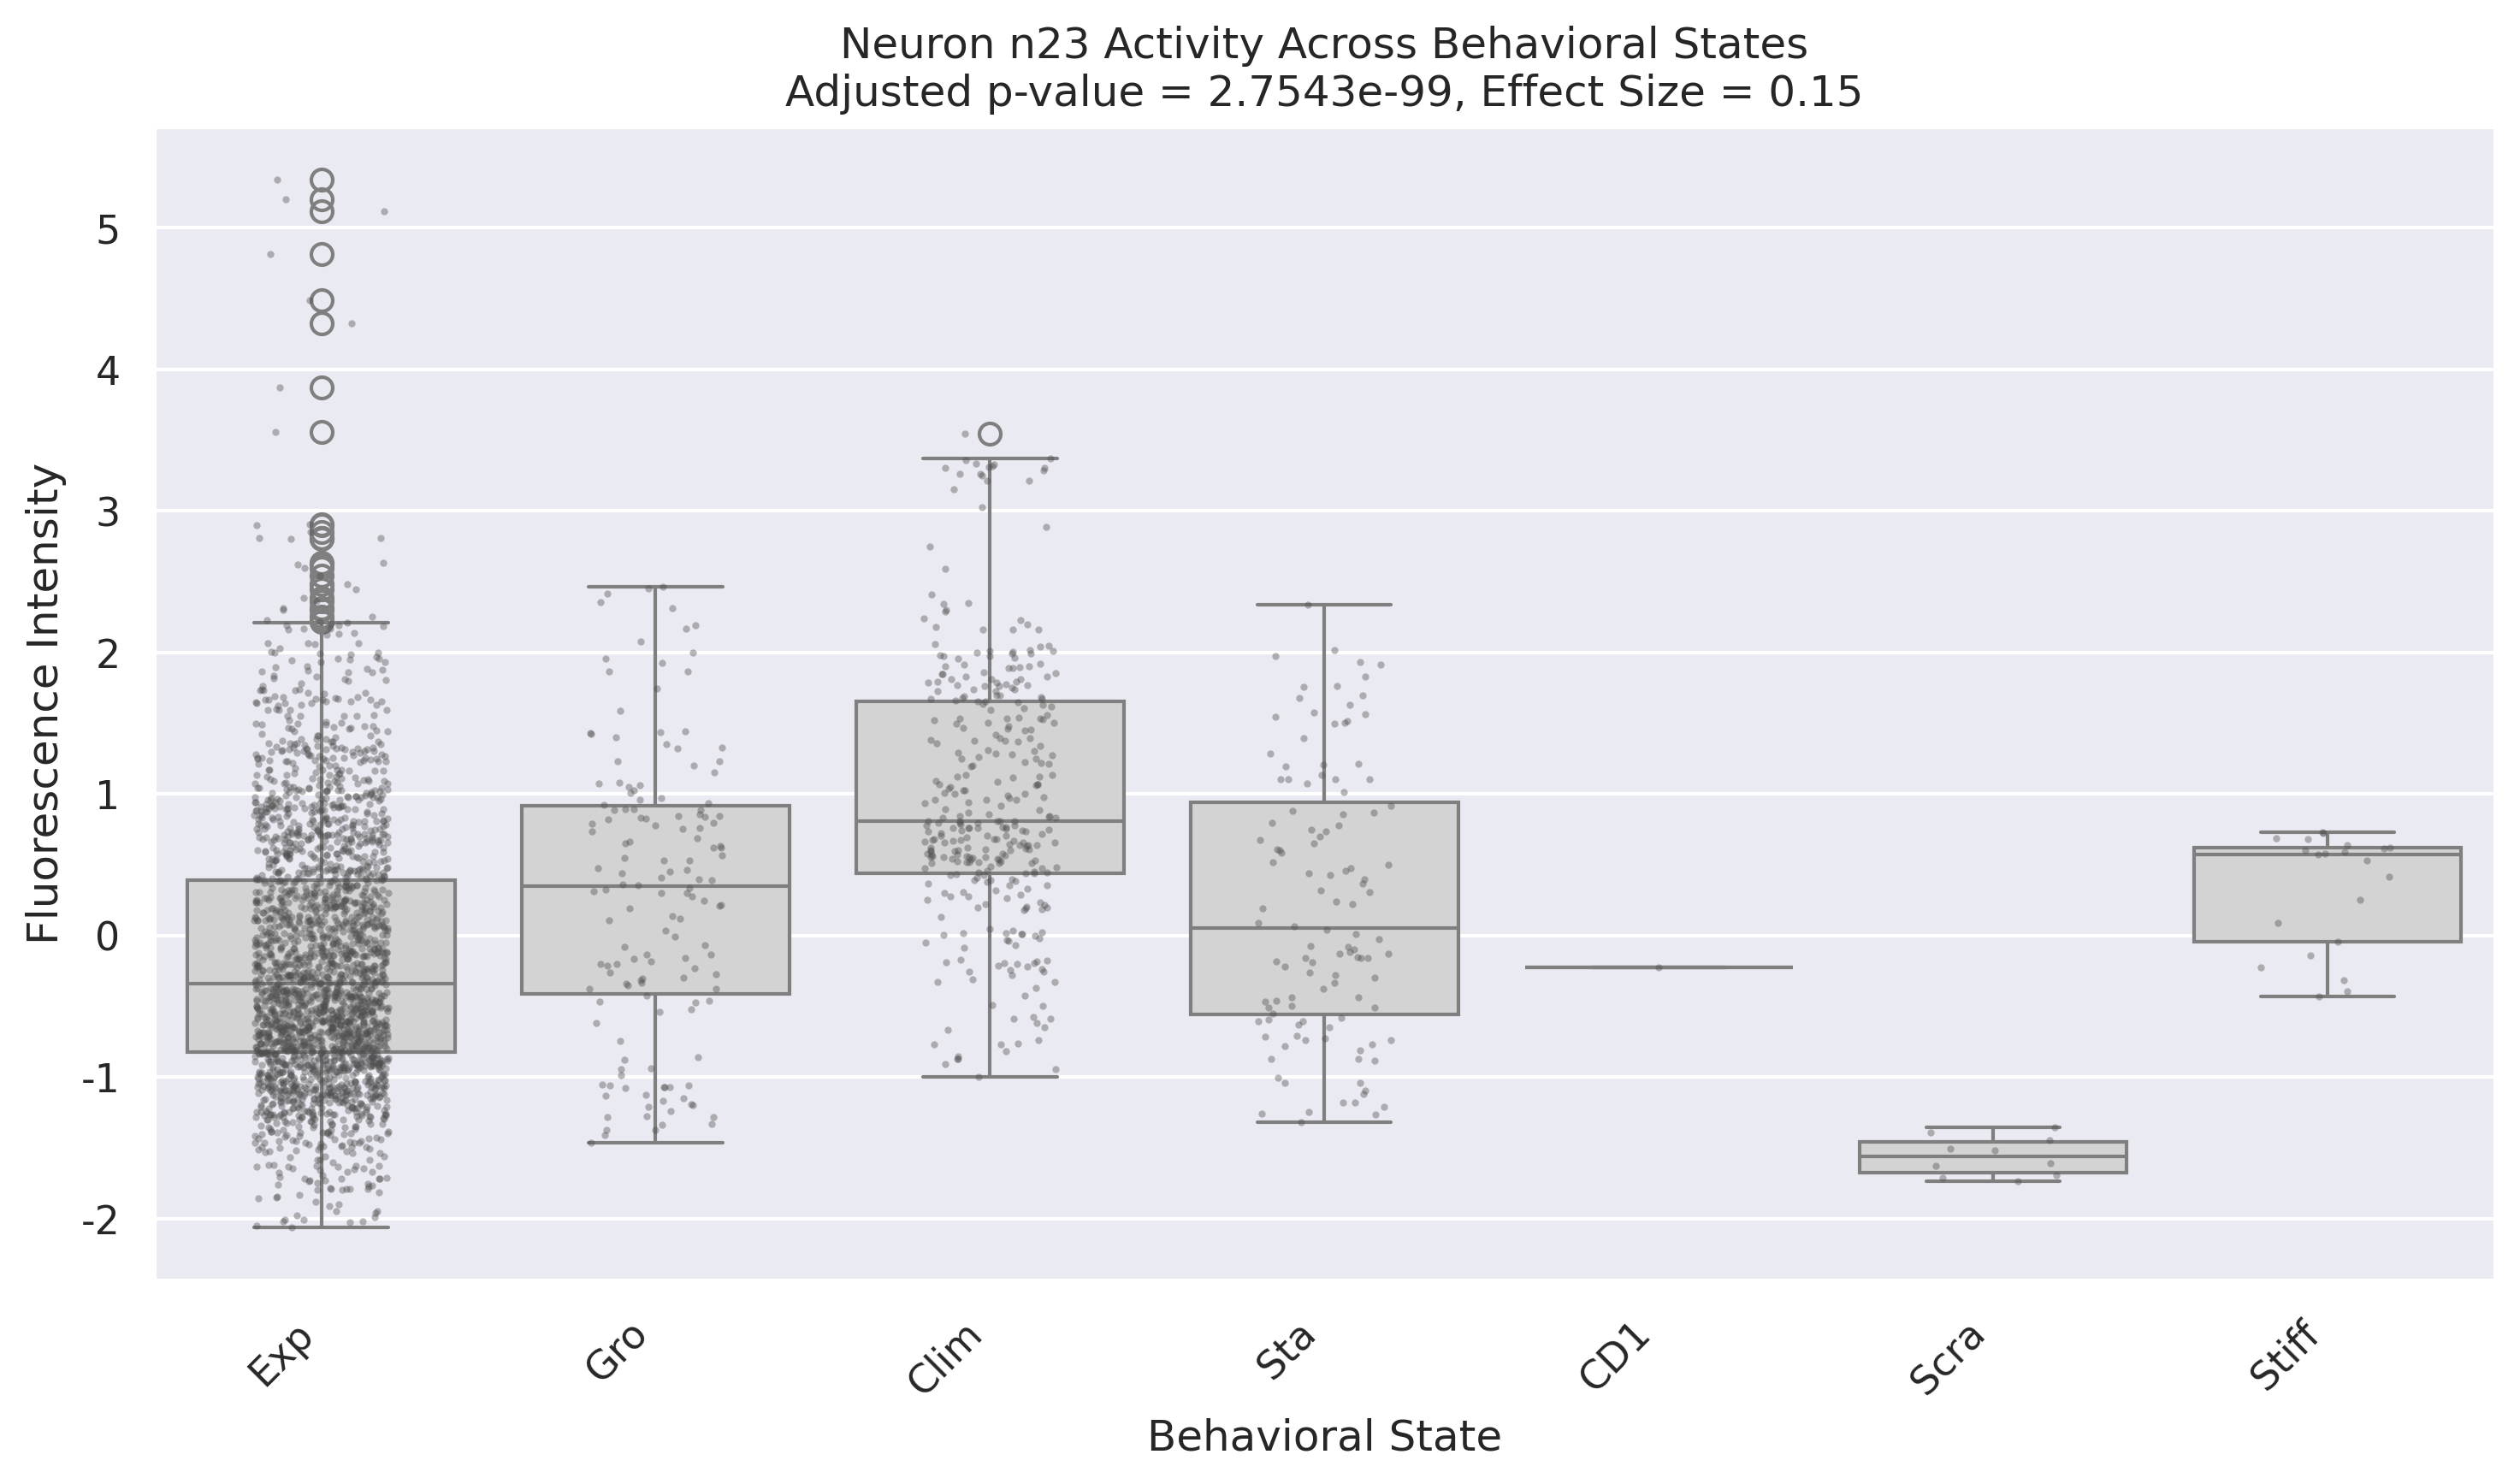 Neuron n23 Activity Across Behavioral States
Adjusted p-value = 2.7543e-99, Effect Size = 0.15
Fluorescence Intensity
5
4
3
2
1
0
-1
-2
Exp
Gro
Clim
Sta
CD1
Scra
Stiff
Behavioral State